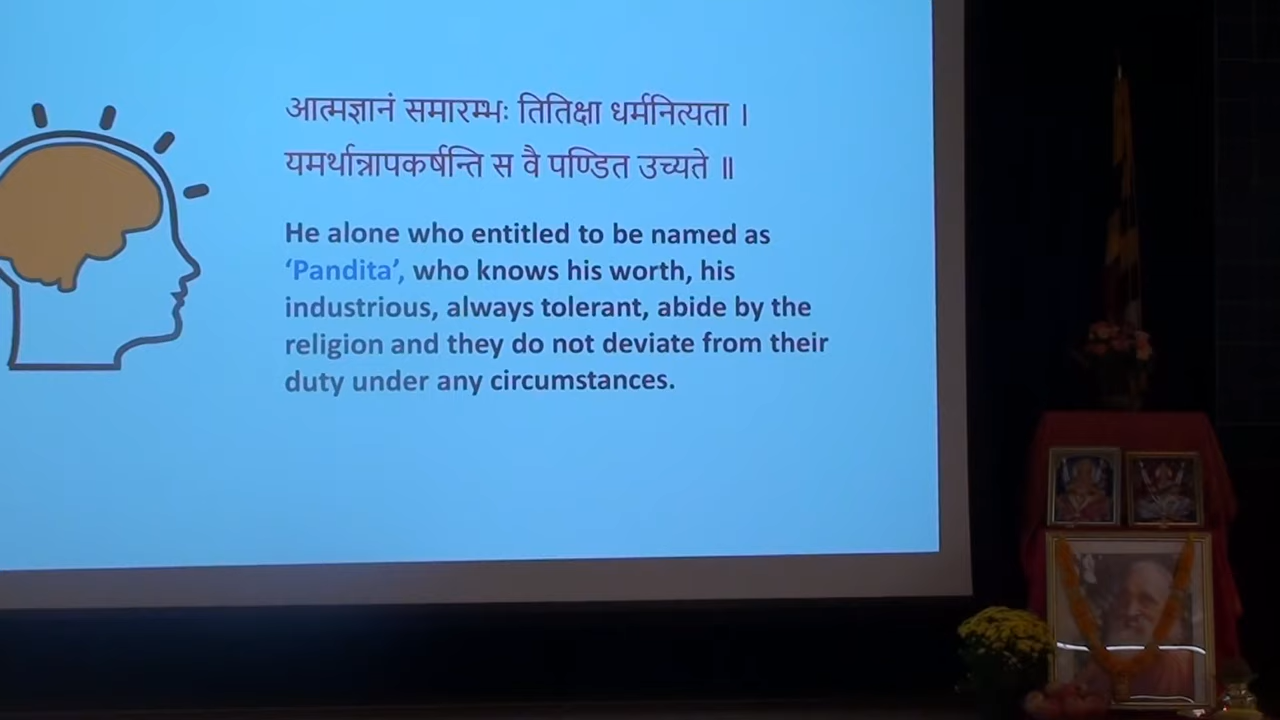 आत्मज्ञानं समारम्भः तितिक्षा धर्मनित्यता ।
यमर्थान्नापकर्षन्ति स वै पण्डित उच्यते ॥
He alone who entitled to be named as
‘Pandita’, who knows his worth, his
industrious, always tolerant, abide by the
religion and they do not deviate from their
duty under any circumstances.